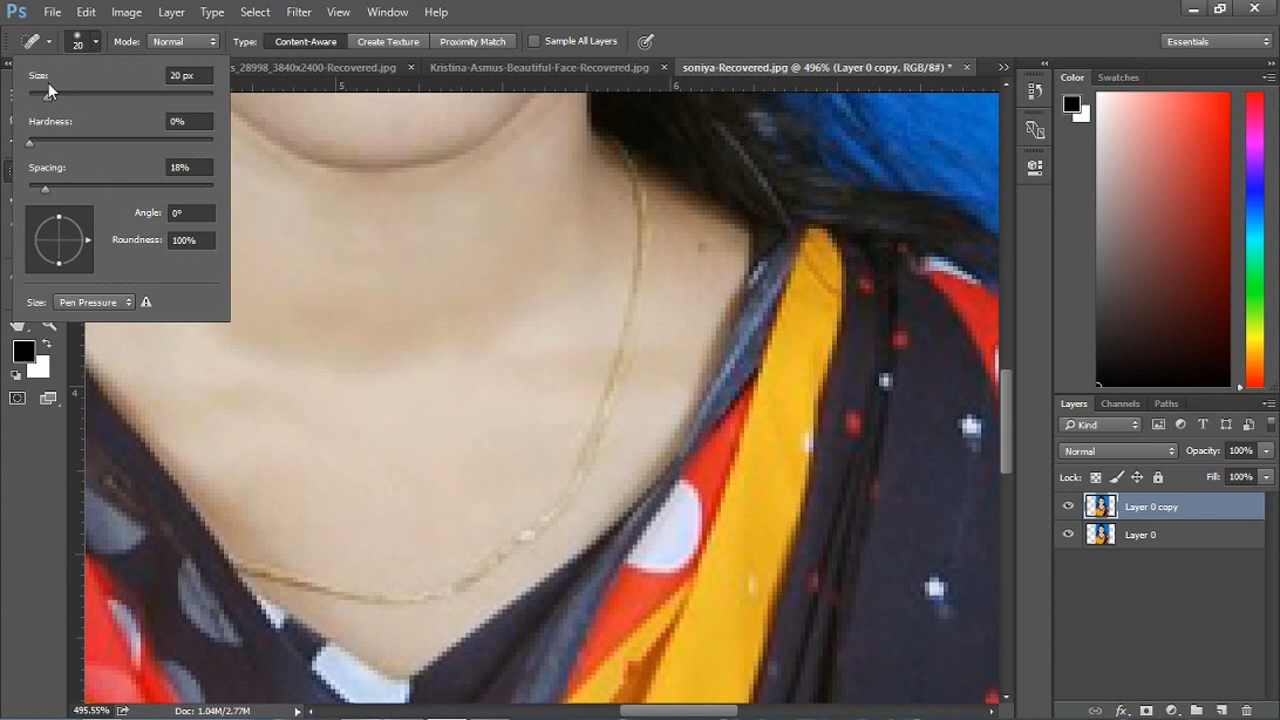 Ps File Edit Image Layer Type Select Filter View Window Help
20 Mode: Normal Type: Content-Aware Create Texture Proximity Match Sample All Layers Essentials
s_28998_3840x2400-Recovered.jpg × Kristina-Asmus-Beautiful-Face-Recovered.jpg × soniya-Recovered.jpg @ 496% (Layer 0 copy, RGB/8#) * ×
Size: 20 px
Hardness: 0%
Spacing: 18%
Angle: 0°
Roundness: 100%
Size: Pen Pressure
5 6
4
Color Swatches
Layers Channels Paths
Kind
Normal Opacity: 100%
Lock: Fill: 100%
Layer 0 copy
Layer 0
495.55% Doc: 1.04M/2.77M